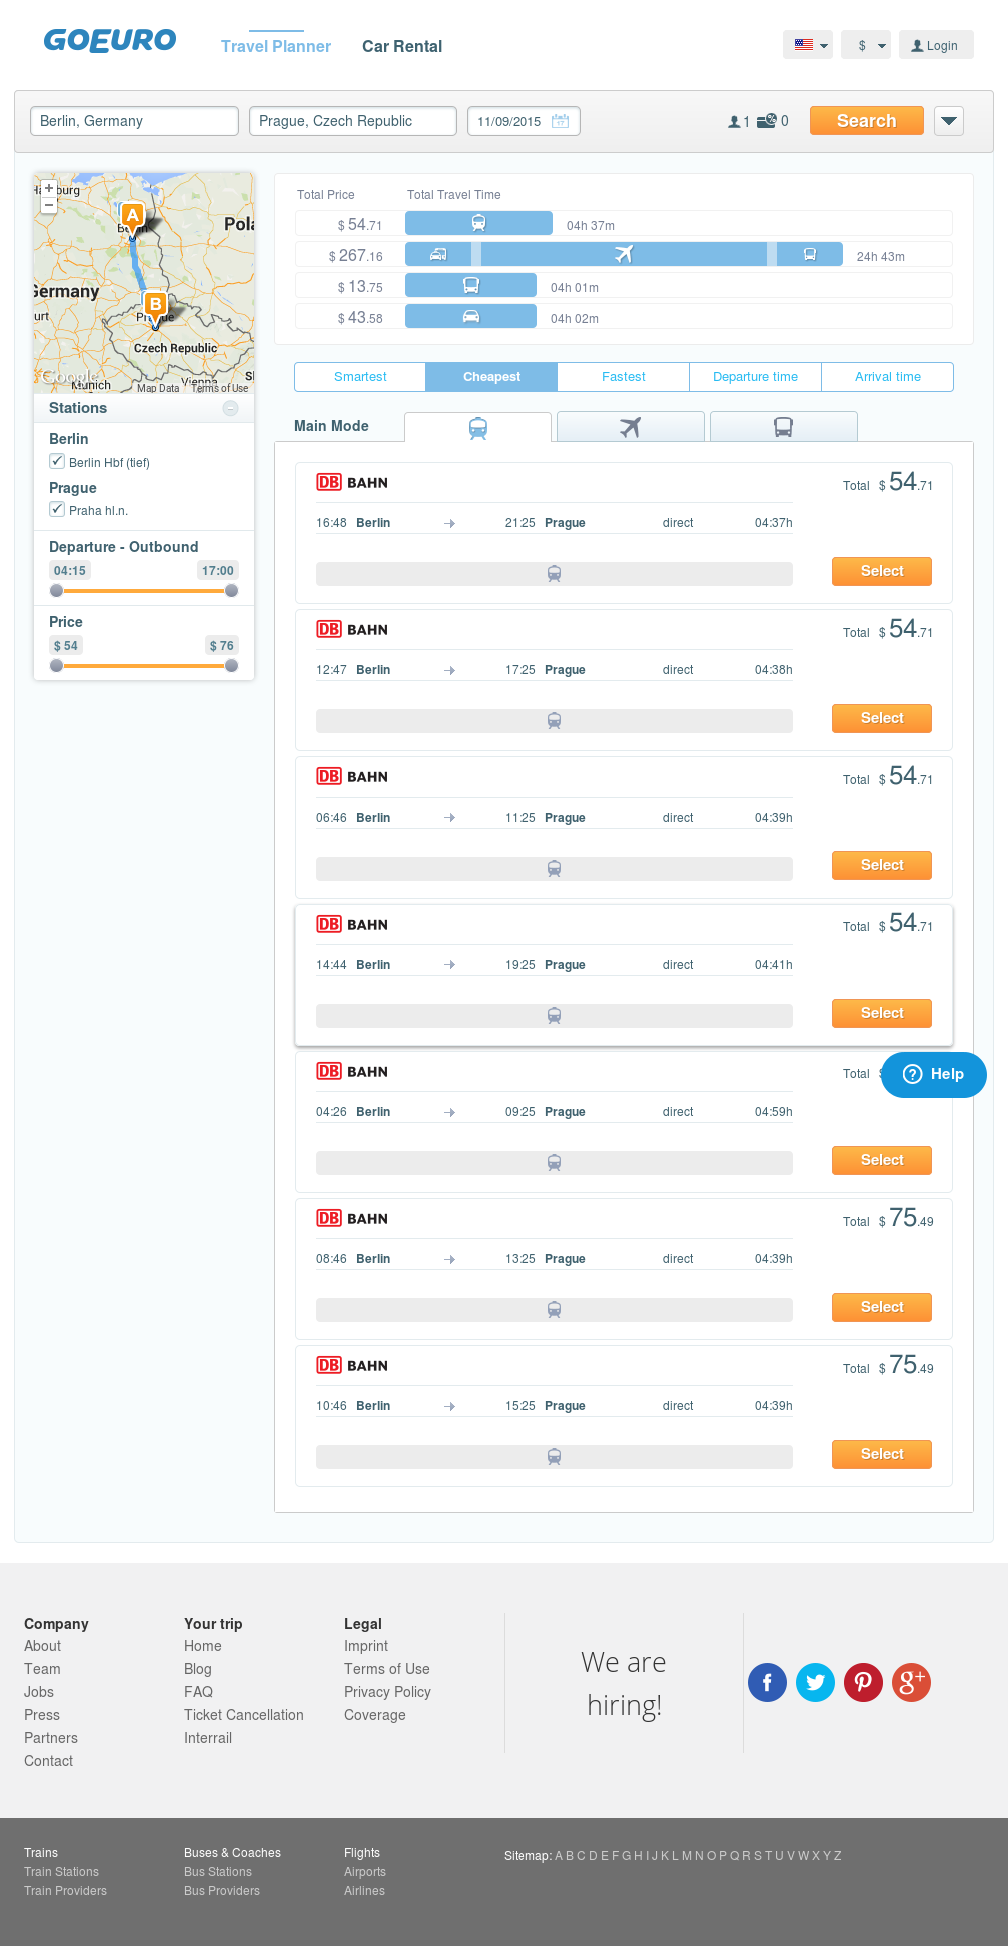 GOEURO
Travel Planner
Car Rental
$
Login
Berlin, Germany
Prague, Czech Republic
11/09/2015
1
0
Search
+
−
A
B
Germany
Prague
Czech Republic
Munich
Vienna
Google
Map Data
Terms of Use
Stations
Berlin
Berlin Hbf (tief)
Prague
Praha hl.n.
Departure - Outbound
04:15 17:00
Price
$ 54 $ 76
Total Price Total Travel Time
$ 54.71 04h 37m
$ 267.16 24h 43m
$ 13.75 04h 01m
$ 43.58 04h 02m
Smartest Cheapest Fastest Departure time Arrival time
Main Mode
DB BAHN Total $ 54.71
16:48 Berlin 21:25 Prague direct 04:37h
Select
DB BAHN Total $ 54.71
12:47 Berlin 17:25 Prague direct 04:38h
Select
DB BAHN Total $ 54.71
06:46 Berlin 11:25 Prague direct 04:39h
Select
DB BAHN Total $ 54.71
14:44 Berlin 19:25 Prague direct 04:41h
Select
DB BAHN Total
Help
04:26 Berlin 09:25 Prague direct 04:59h
Select
DB BAHN Total $ 75.49
08:46 Berlin 13:25 Prague direct 04:39h
Select
DB BAHN Total $ 75.49
10:46 Berlin 15:25 Prague direct 04:39h
Select
Company
About
Team
Jobs
Press
Partners
Contact
Your trip
Home
Blog
FAQ
Ticket Cancellation
Interrail
Legal
Imprint
Terms of Use
Privacy Policy
Coverage
We are
hiring!
Trains
Train Stations
Train Providers
Buses & Coaches
Bus Stations
Bus Providers
Flights
Airports
Airlines
Sitemap: A B C D E F G H I J K L M N O P Q R S T U V W X Y Z